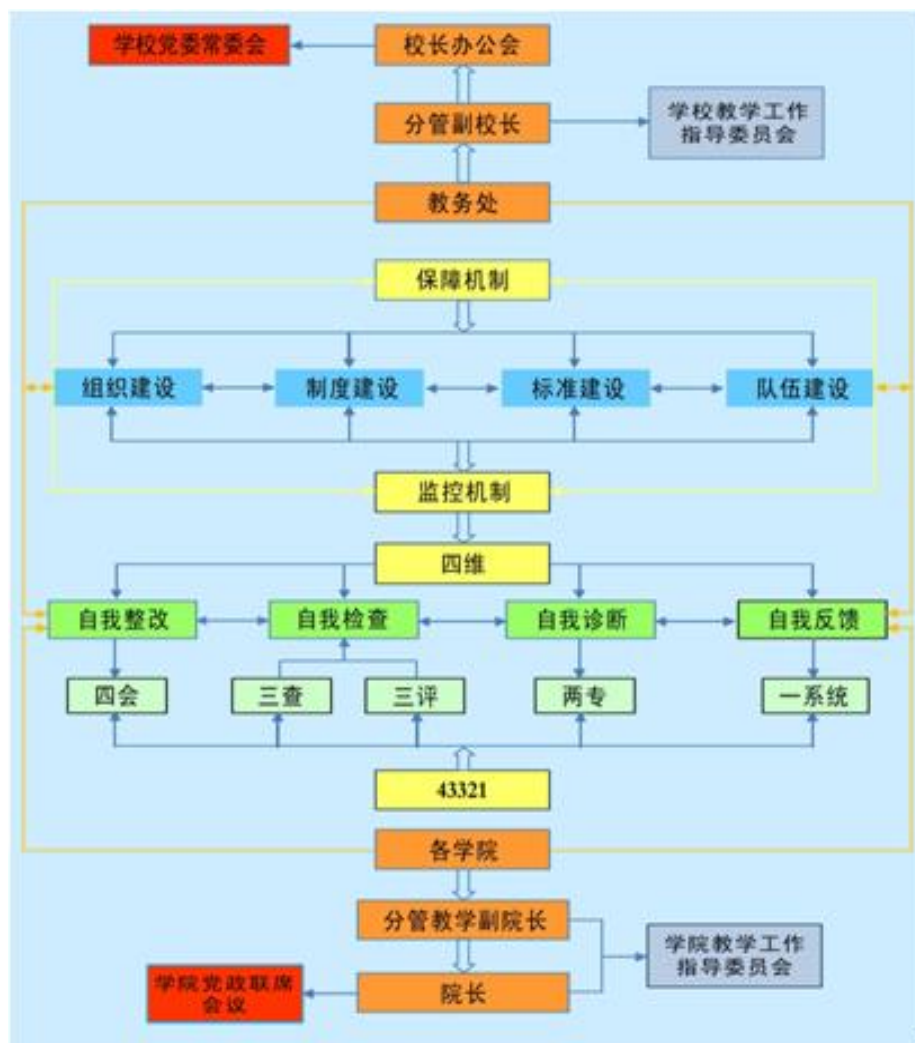 学校党委常委会
校长办公会
分管副校长
学校教学工作
指导委员会
教务处
保障机制
组织建设
制度建设
标准建设
队伍建设
监控机制
四维
自我整改
自我检查
自我诊断
自我反馈
四会
三查
三评
两专
一系统
43321
各学院
分管教学副院长
学院教学工作
指导委员会
学院党政联席
会议
院长